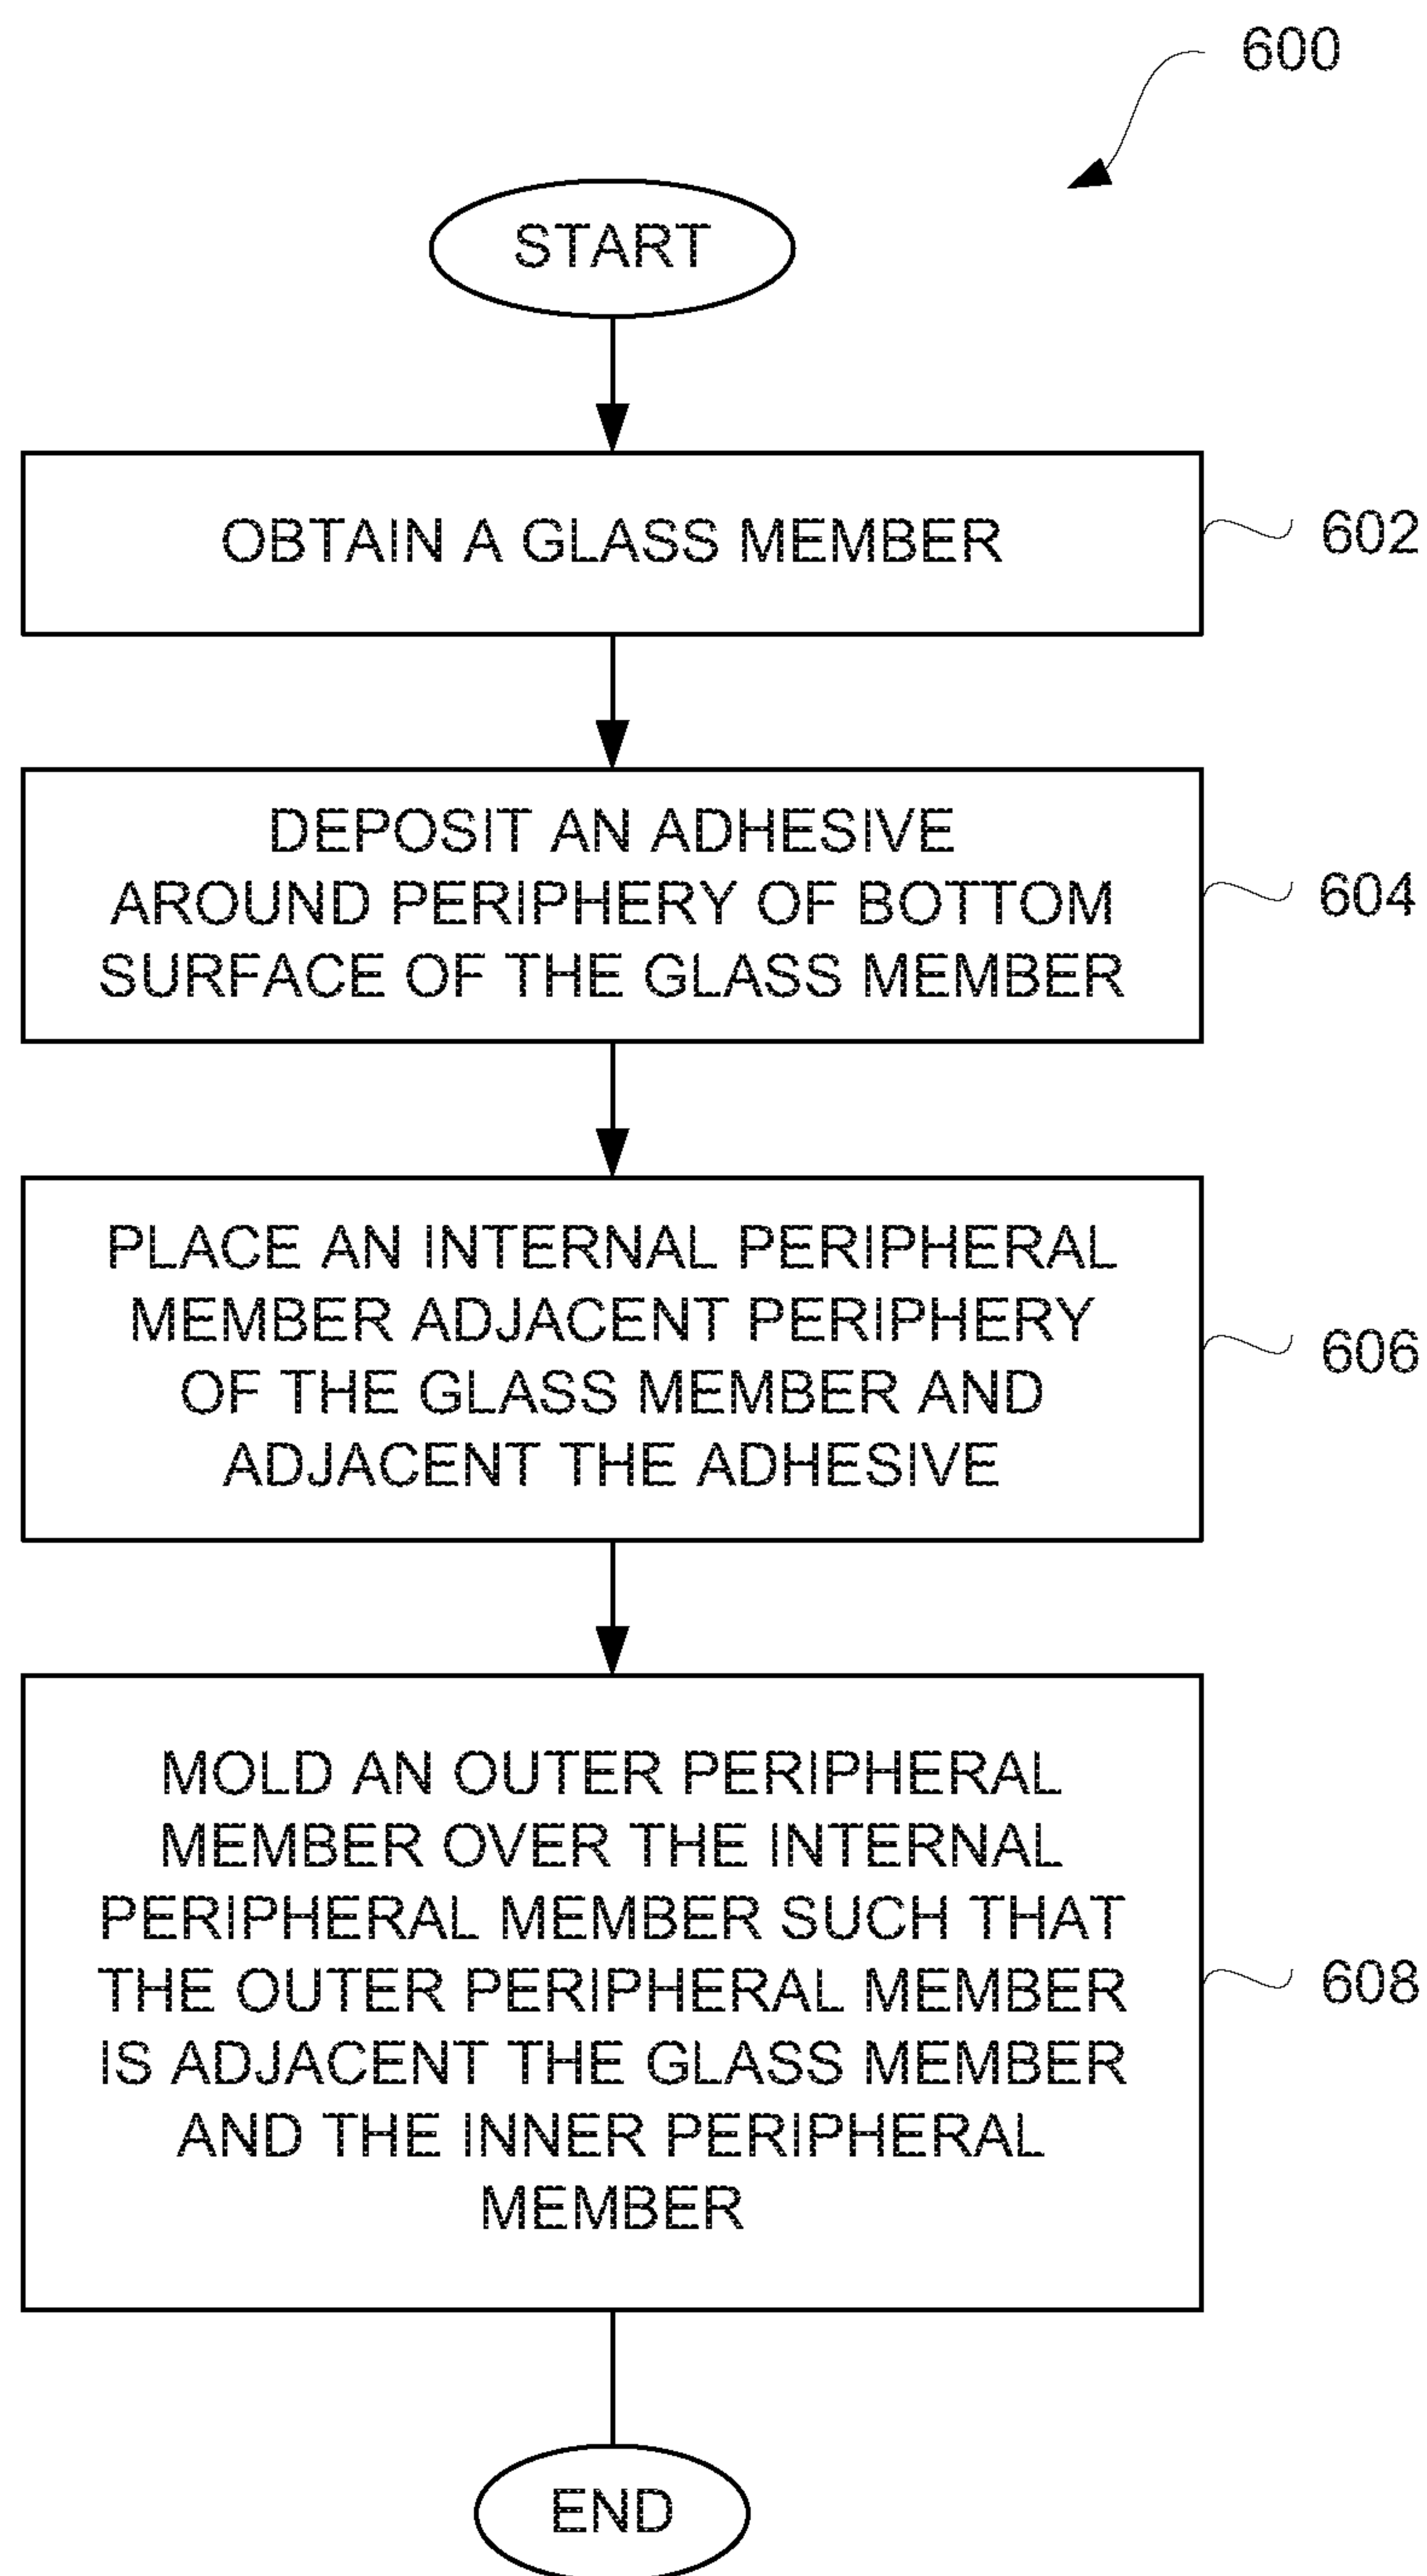 600
START
OBTAIN A GLASS MEMBER
602
DEPOSIT AN ADHESIVE
AROUND PERIPHERY OF BOTTOM
SURFACE OF THE GLASS MEMBER
604
PLACE AN INTERNAL PERIPHERAL
MEMBER ADJACENT PERIPHERY
OF THE GLASS MEMBER AND
ADJACENT THE ADHESIVE
606
MOLD AN OUTER PERIPHERAL
MEMBER OVER THE INTERNAL
PERIPHERAL MEMBER SUCH THAT
THE OUTER PERIPHERAL MEMBER
IS ADJACENT THE GLASS MEMBER
AND THE INNER PERIPHERAL
MEMBER
608
END